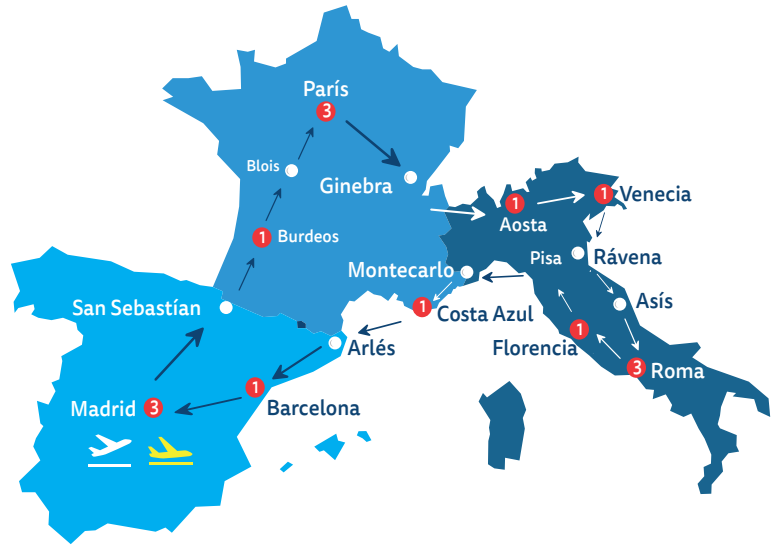 París
3
Blois
Ginebra
1
Venecia
1
Aosta
1
Burdeos
Pisa
Rávena
Montecarlo
San Sebastían
Asís
1
Costa Azul
1
Florencia
Arlés
3
Roma
1
Barcelona
Madrid
3